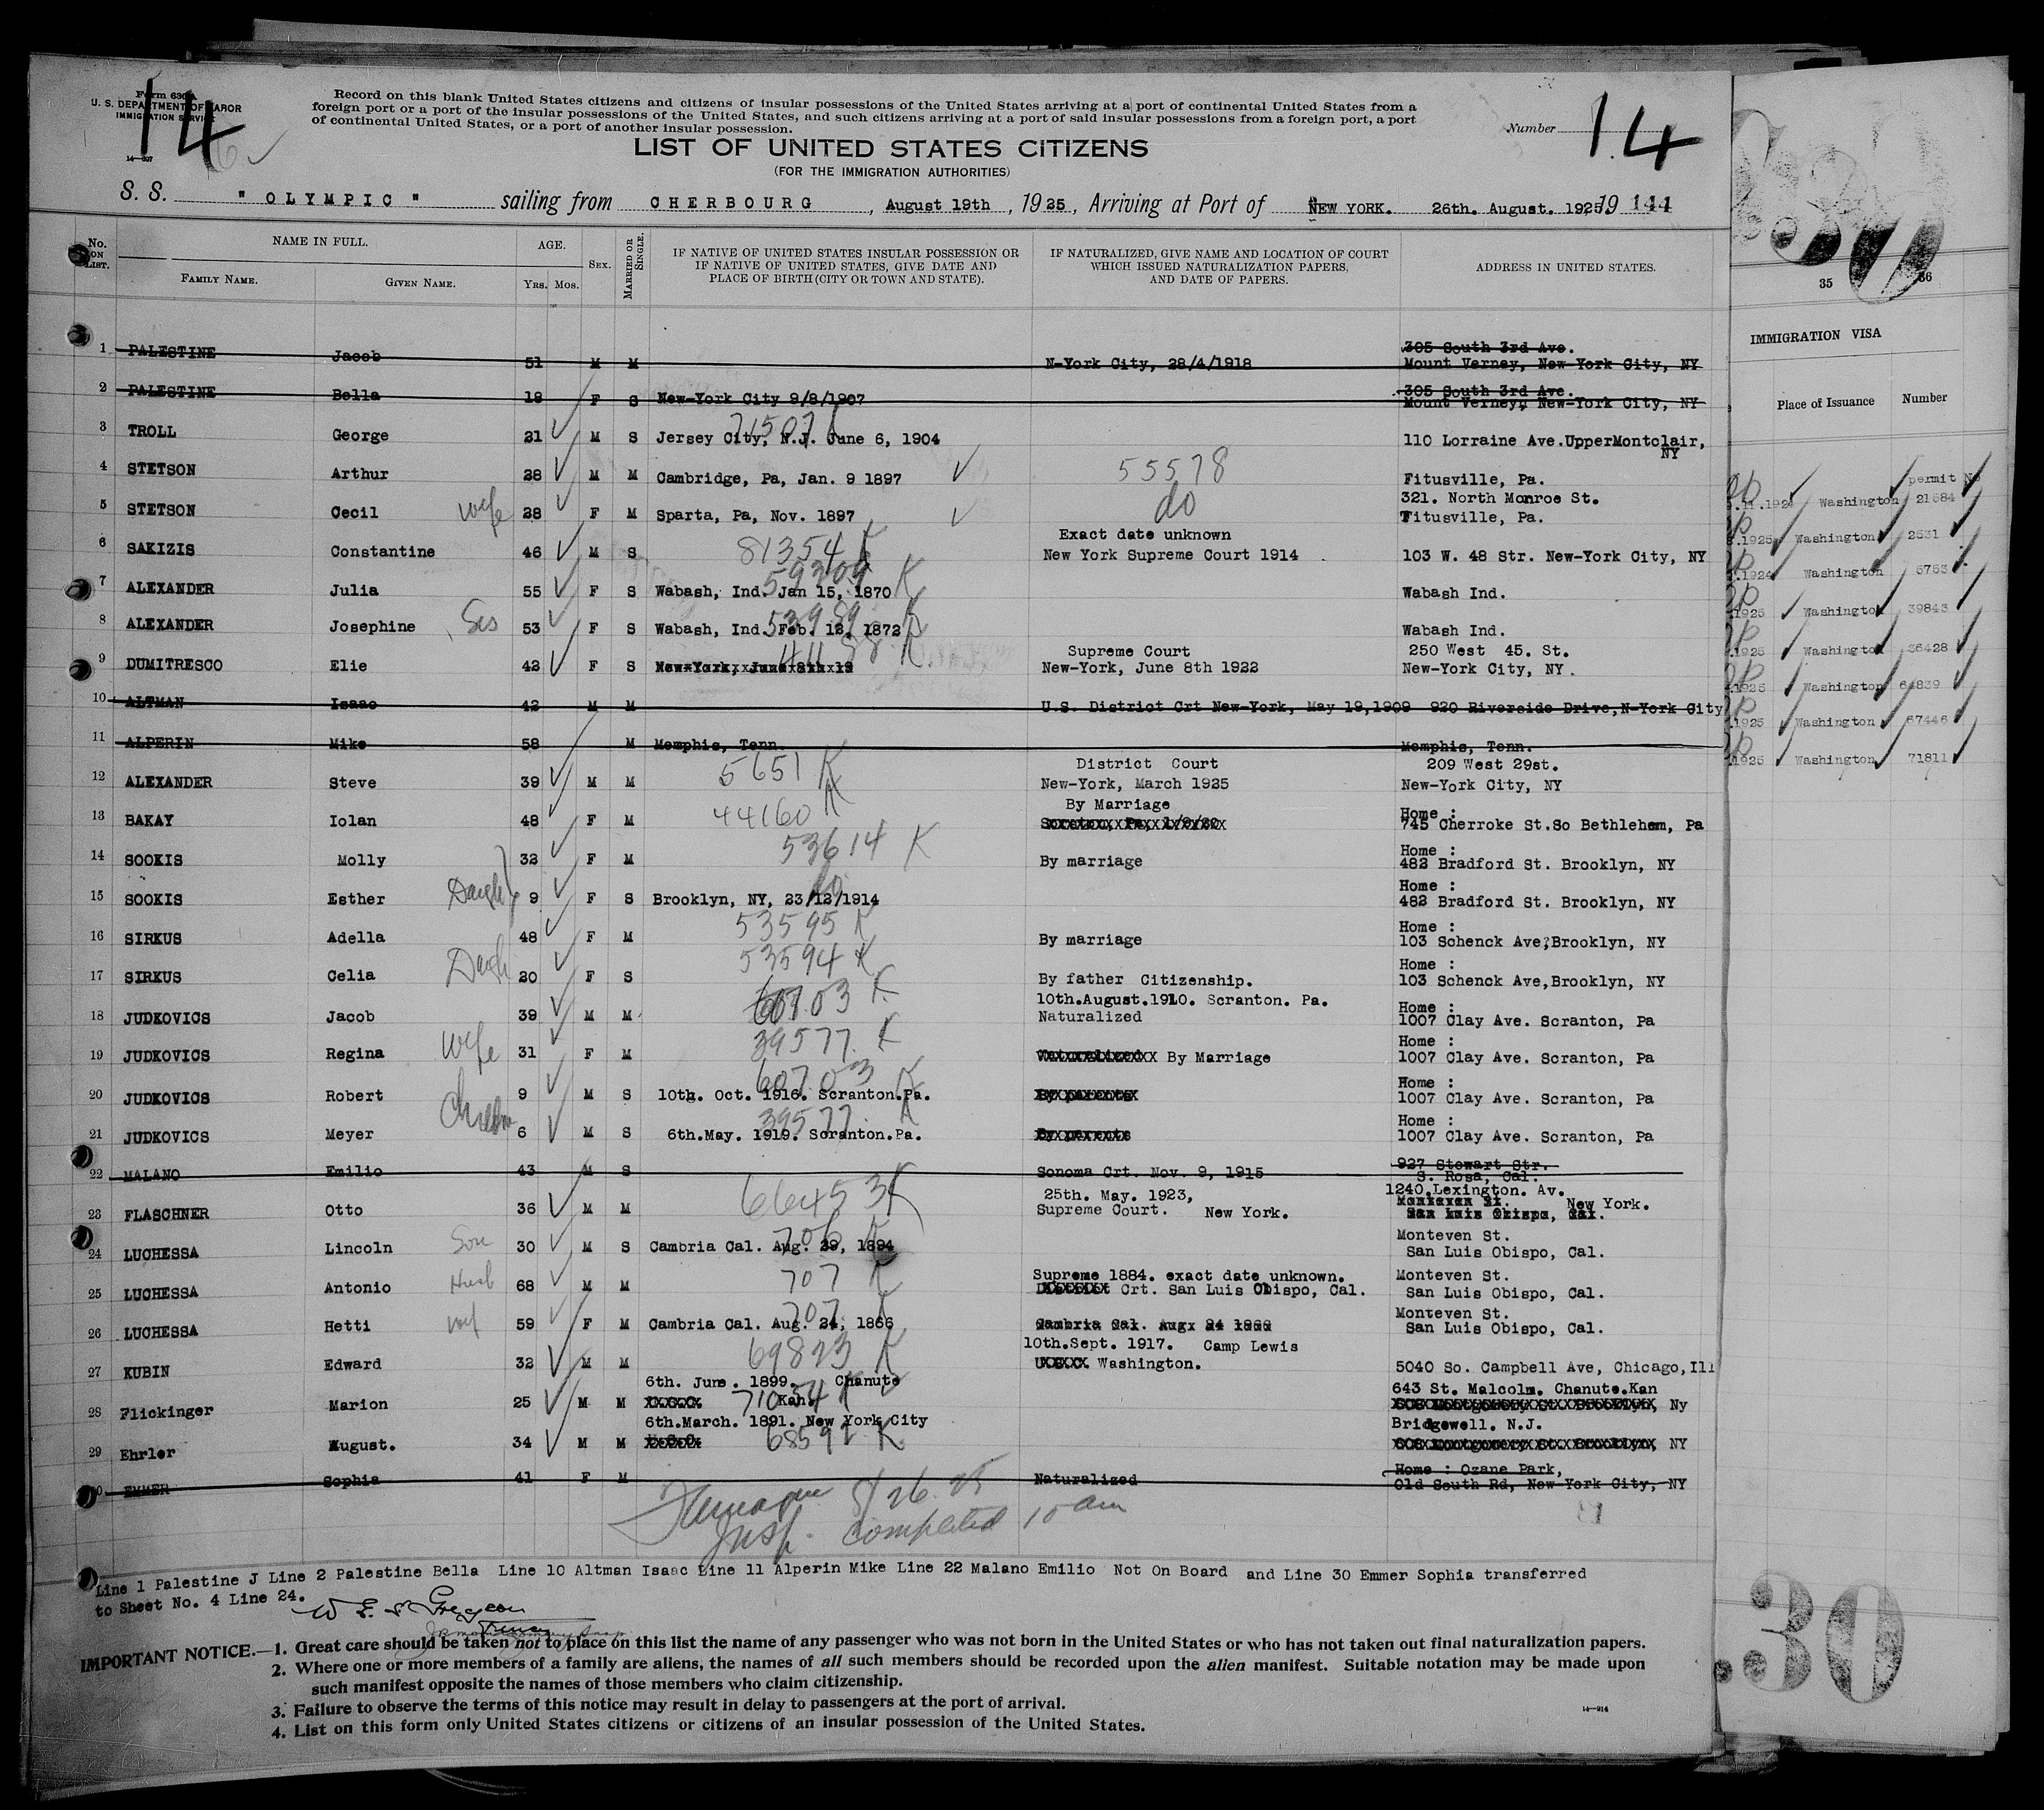 Form 630
U. S. DEPARTMENT OF LABOR
IMMIGRATION SERVICE
14
Record on this blank United States citizens and citizens of insular possessions of the United States arriving at a port of continental United States from a
foreign port or a port of the insular possessions of the United States, and such citizens arriving at a port of said insular possessions from a foreign port, a port
of continental United States, or a port of another insular possession.
Number 14
LIST OF UNITED STATES CITIZENS
(FOR THE IMMIGRATION AUTHORITIES)
S. S. " OLYMPIC " sailing from CHERBOURG , August 19th , 1925, Arriving at Port of NEW YORK. 26th. August. 1925. 19 144
No. ON LIST. NAME IN FULL. AGE. SEX. MARRIED OR SINGLE. IF NATIVE OF UNITED STATES INSULAR POSSESSION OR IF NATIVE OF UNITED STATES, GIVE DATE AND PLACE OF BIRTH (CITY OR TOWN AND STATE). IF NATURALIZED, GIVE NAME AND LOCATION OF COURT WHICH ISSUED NATURALIZATION PAPERS, AND DATE OF PAPERS. ADDRESS IN UNITED STATES.
FAMILY NAME. GIVEN NAME. YRS. MOS.
1 PALESTINE Jacob 51 M M N-York City, 28/4/1918 305 South 3rd Ave. Mount Verney, New-York City, NY
2 PALESTINE Bella 18 F S New-York City 9/8/1907 305 South 3rd Ave. Mount Verney, New-York City, NY
3 TROLL George 21 M S Jersey City, N.J. June 6, 1904 110 Lorraine Ave.UpperMontclair, NY
4 STETSON Arthur 28 M M Cambridge, Pa, Jan. 9 1897 55578 Fitusville, Pa.
5 STETSON Cecil wife 28 F M Sparta, Pa, Nov. 1897 do 321. North Monroe St. Titusville, Pa.
6 SAKIZIS Constantine 46 M S 81354 K Exact date unknown New York Supreme Court 1914 103 W. 48 Str. New-York City, NY
7 ALEXANDER Julia 55 F S Wabash, Ind. Jan 15, 1870 59209 K Wabash Ind.
8 ALEXANDER Josephine Sis 53 F S Wabash, Ind. Feb. 12, 1872 Wabash Ind.
9 DUMITRESCO Elie 42 F S Supreme Court New-York, June 8th 1922 250 West 45. St. New-York City, NY.
10 ALTMAN Isaac 42 M M U.S. District Crt New-York, May 19,1909 920 Riverside Drive,N-York City
11 ALPERIN Mike 58 M Memphis, Tenn. Memphis, Tenn.
12 ALEXANDER Steve 39 M M 5651 K District Court New-York, March 1925 209 West 29st. New-York City, NY
13 BAKAY Iolan 48 F M 44160 K By Marriage Home : 745 Cherroke St.So Bethlehem, Pa
14 SOOKIS Molly 32 F M 53614 K By marriage Home : 482 Bradford St. Brooklyn, NY
15 SOOKIS Esther Daugh 9 F S Brooklyn, NY, 23/12/1914 do Home : 482 Bradford St. Brooklyn, NY
16 SIRKUS Adella 48 F M 53595 K By marriage Home : 103 Schenck Ave,Brooklyn, NY
17 SIRKUS Celia Daugh 20 F S 53594 K By father Citizenship. Home : 103 Schenck Ave,Brooklyn, NY
18 JUDKOVICS Jacob 39 M M 60703 K 10th.August.1910. Scranton. Pa. Naturalized Home : 1007 Clay Ave. Scranton, Pa
19 JUDKOVICS Regina wife 31 F M 39577 K By Marriage Home : 1007 Clay Ave. Scranton, Pa
20 JUDKOVICS Robert 9 M S 10th. Oct. 1916. Scranton.Pa. 60703 K Home : 1007 Clay Ave. Scranton, Pa
21 JUDKOVICS Meyer 6 M S 6th.May. 1919. Scranton.Pa. 39577 K Home : 1007 Clay Ave. Scranton, Pa
22 MALANO Emilio 43 M S Sonoma Crt. Nov. 9, 1915 927 Stewart Str. S. Rosa, Cal.
23 FLASCHNER Otto 36 M M 66453 K 25th. May. 1923, Supreme Court. New York. 1240.Lexington. Av. New York.
24 LUCHESSA Lincoln Son 30 M S Cambria Cal. Aug. 29, 1894 706 K Monteven St. San Luis Obispo, Cal.
25 LUCHESSA Antonio Husb 68 M M 707 K Supreme 1884. exact date unknown. Crt. San Luis Obispo, Cal. Monteven St. San Luis Obispo, Cal.
26 LUCHESSA Hetti wf 59 F M Cambria Cal. Aug. 24, 1866 707 K Monteven St. San Luis Obispo, Cal.
27 KUBIN Edward 32 M M 69823 K 10th.Sept. 1917. Camp Lewis Washington. 5040 So. Campbell Ave, Chicago,Ill
28 Flickinger Marion 25 M M 6th. June. 1899. Chanute Kan. 71054 K 643 St. Malcolm. Chanute.Kan Ny
29 Ehrler August. 34 M M 6th.March. 1891. New York City 68591 K Bridgewell. N.J. NY
30 EMMER Sophia 41 F M Naturalized Home : Ozane Park, Old South Rd, New-York City, NY
8/26.25
Insp. completed 10 am
Line 1 Palestine J Line 2 Palestine Bella Line 10 Altman Isaac Line 11 Alperin Mike Line 22 Malano Emilio Not On Board and Line 30 Emmer Sophia transferred
to Sheet No. 4 Line 24.
IMPORTANT NOTICE.—1. Great care should be taken not to place on this list the name of any passenger who was not born in the United States or who has not taken out final naturalization papers.
2. Where one or more members of a family are aliens, the names of all such members should be recorded upon the alien manifest. Suitable notation may be made upon
such manifest opposite the names of those members who claim citizenship.
3. Failure to observe the terms of this notice may result in delay to passengers at the port of arrival.
4. List on this form only United States citizens or citizens of an insular possession of the United States.
14—214
35 36
IMMIGRATION VISA
Place of Issuance Number
permit No
Washington 21684
1925 Washington 2531
1924 Washington 5753
1925 Washington 39843
1925 Washington 36428
1925 Washington 64839
1925 Washington 67446
1925 Washington 71811
30